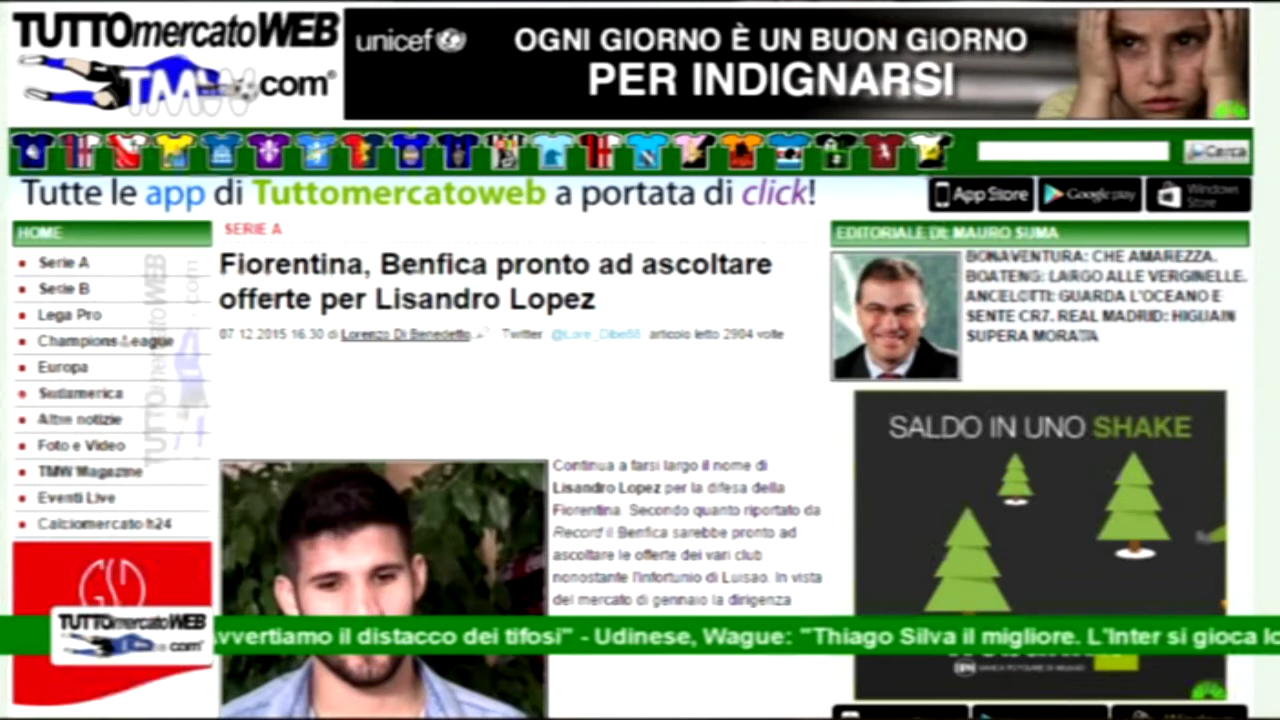 TUTTOmercatoWEB
TMW.com®
unicef
OGNI GIORNO È UN BUON GIORNO
PER INDIGNARSI
Cerca
Tutte le app di Tuttomercatoweb a portata di click!
App Store
Google play
Windows Store
HOME
Serie A
Serie B
Lega Pro
Champions League
Europa
Sudamerica
Altre notizie
Foto e Video
TMW Magazine
Eventi Live
Calciomercato h24
TUTTOmercatoWEB
.com
SERIE A
Fiorentina, Benfica pronto ad ascoltare
offerte per Lisandro Lopez
07.12.2015 16.30 di Lorenzo Di Benedetto Twitter @Lore_Dibe88 articolo letto 2904 volte
Continua a farsi largo il nome di
Lisandro Lopez per la difesa della
Fiorentina. Secondo quanto riportato da
Record il Benfica sarebbe pronto ad
ascoltare le offerte dei vari club
nonostante l'infortunio di Luisao. In vista
del mercato di gennaio la dirigenza
EDITORIALE DI: MAURO SUMA
BONAVENTURA: CHE AMAREZZA.
BOATENG: LARGO ALLE VERGINELLE.
ANCELOTTI: GUARDA L'OCEANO E
SENTE CR7. REAL MADRID: HIGUAIN
SUPERA MORATA
SALDO IN UNO SHAKE
TUTTOmercatoWEB
.com
vvertiamo il distacco dei tifosi" - Udinese, Wague: "Thiago Silva il migliore. L'Inter si gioca lo